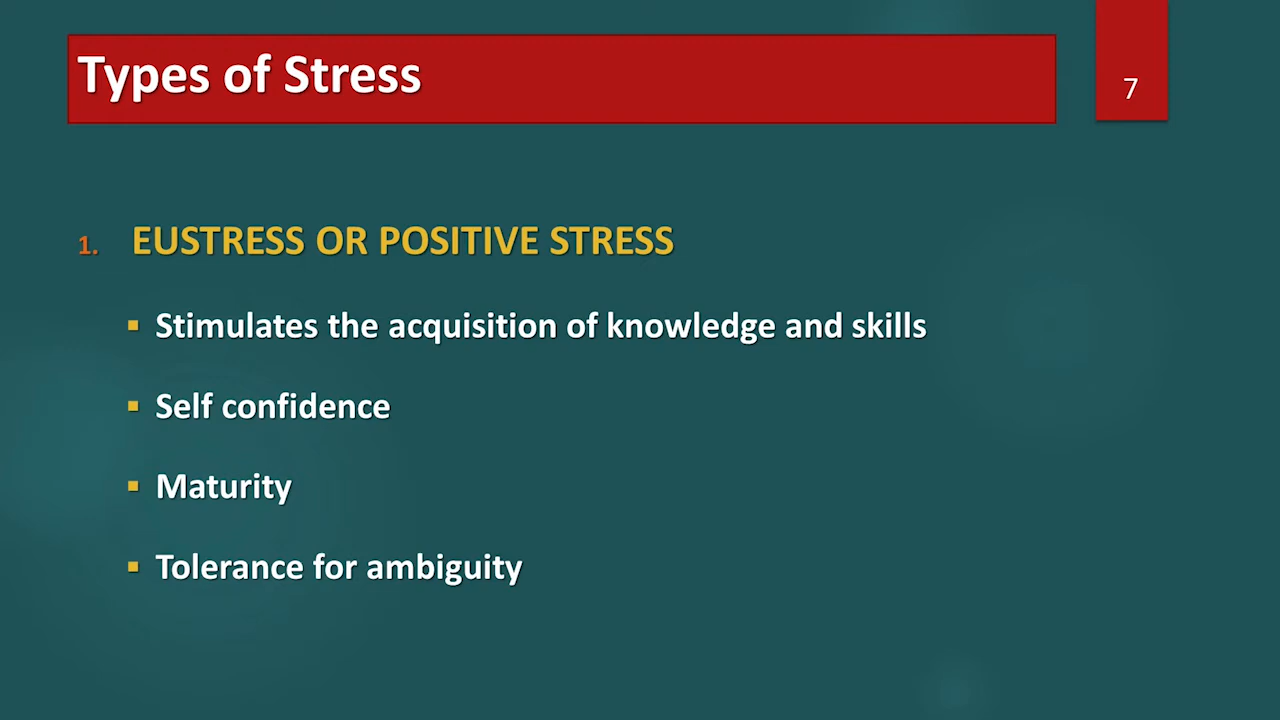 Types of Stress
7
1. EUSTRESS OR POSITIVE STRESS
▪ Stimulates the acquisition of knowledge and skills
▪ Self confidence
▪ Maturity
▪ Tolerance for ambiguity